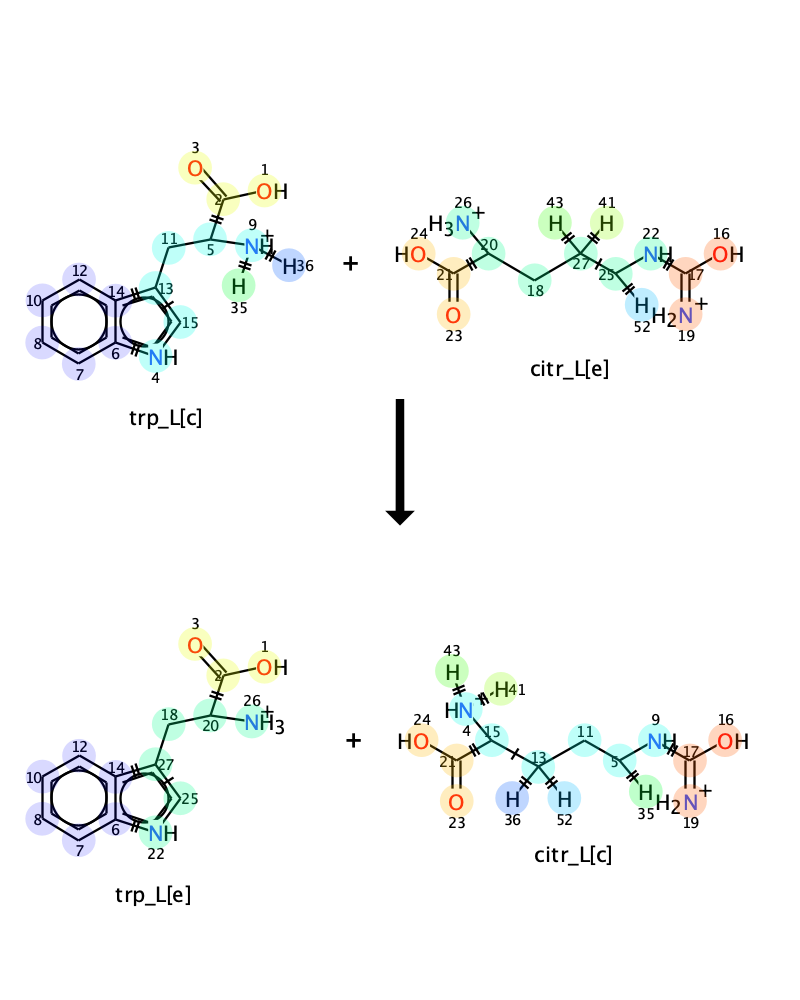 3
O
1
2
OH
9
+
11
5
NH
H36
H
35
12
14
13
10
15
8
6
NH
7
4
trp_L[c]
+
26
+
H3N
43
41
H
H
24
HO
20
22
16
NH
OH
21
27
25
17
18
H
+
O
52
H2N
23
19
citr_L[e]
3
O
1
2
OH
18
26
+
20
NH3
12
14
27
10
25
8
6
NH
7
22
trp_L[e]
+
43
H
H41
HN
24
4
15
11
9
16
HO
NH
OH
21
13
5
17
O
H
H
H
+
23
36
52
35
H2N
19
citr_L[c]